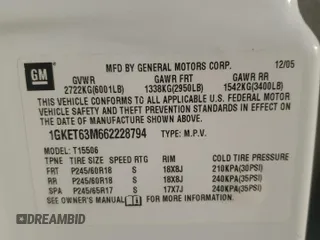 GM
MFD BY GENERAL MOTORS CORP. 12/05
GVWR GAWR FRT GAWR RR
2722KG(6001LB) 1338KG(2950LB) 1542KG(3400LB)
THIS VEHICLE CONFORMS TO ALL APPLICABLE U.S. FEDERAL MOTOR
VEHICLE SAFETY AND THEFT PREVENTION STANDARDS IN EFFECT ON
THE DATE OF MANUFACTURE SHOWN ABOVE.
1GKET63M662228794 TYPE: M.P.V.
MODEL: T15506
TPNE TIRE SIZE SPEED RTG RIM COLD TIRE PRESSURE
FRT P245/60R18 S 18X8J 210KPA(30PSI)
RR P245/60R18 S 18X8J 240KPA(35PSI)
SPA P245/65R17 S 17X7J 240KPA(35PSI)
SEE OWNER'S MANUAL FOR ADDITIONAL INFORMATION.
© DREAMBID